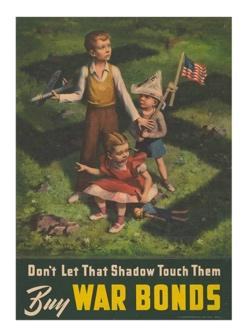 Don't Let That Shadow Touch Them
Buy WAR BONDS